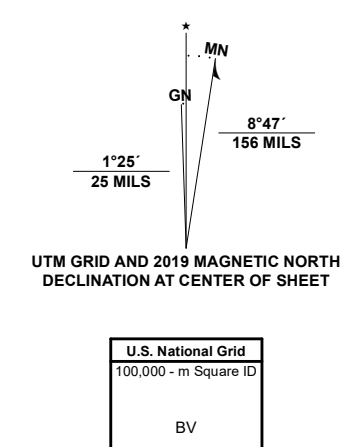 ★
MN
GN
8°47´
156 MILS
1°25´
25 MILS
UTM GRID AND 2019 MAGNETIC NORTH
DECLINATION AT CENTER OF SHEET
U.S. National Grid
100,000 - m Square ID
BV